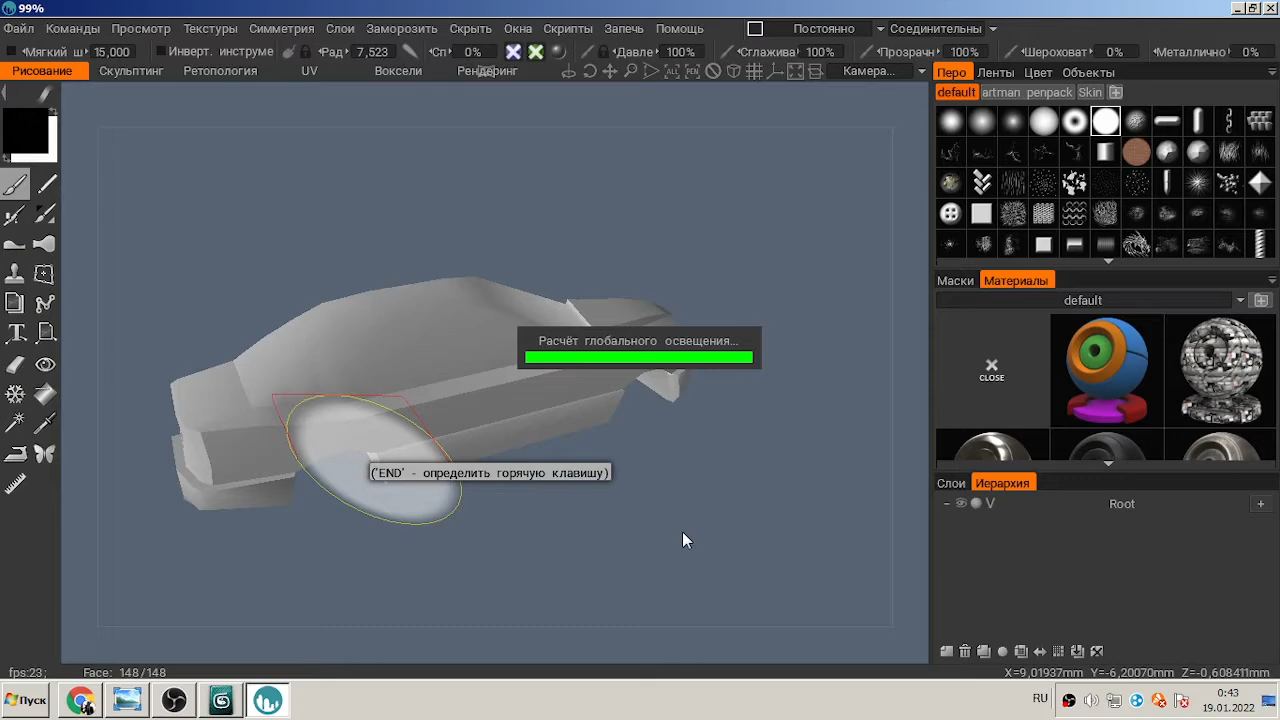 99%
Файл Команды Просмотр Текстуры Симметрия Слои Заморозить Скрыть Окна Скрипты Запечь Помощь Постоянно Соединительны
Мягкий ш 15,000 Инверт. инструме Рад 7,523 Сп 0% Давле 100% Сглажива 100% Прозрачн 100% Шероховат 0% Металлично 0%
Рисование Скульптинг Ретопология UV Воксели Рендеринг ALL PEN Камера...
Перо Ленты Цвет Объекты
default artman penpack Skin
Маски Материалы
default
CLOSE
Расчёт глобального освещения...
('END' - определить горячую клавишу)
Слои Иерархия
– V Root +
fps:23; Face: 148/148 X=9,01937mm Y=-6,20070mm Z=-0,608411mm
Пуск RU 0:43
19.01.2022